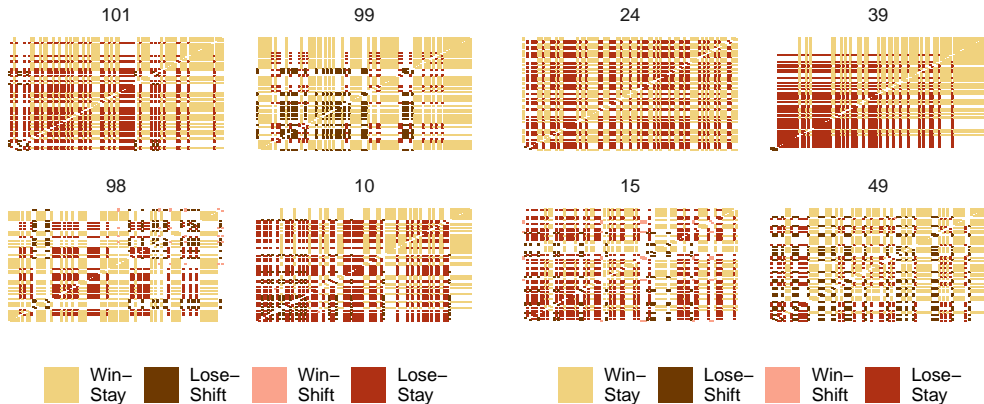 101 99 24 39
98 10 15 49
Win– Lose– Win– Lose– Win– Lose– Win– Lose–
Stay Shift Shift Stay Stay Shift Shift Stay